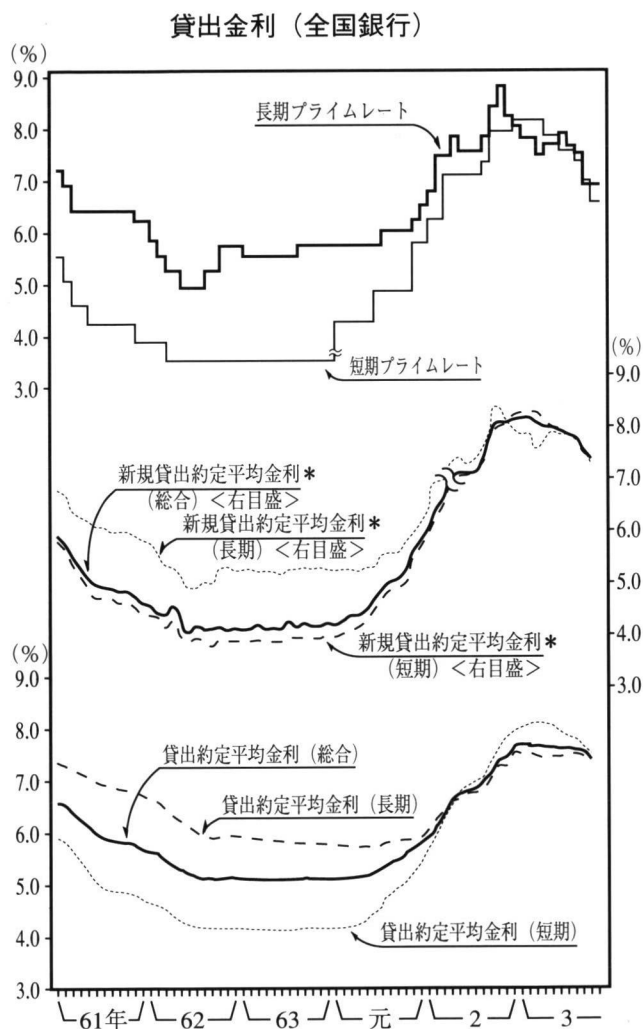 貸出金利（全国銀行）
(%)
9.0
8.0
7.0
6.0
5.0
4.0
3.0
長期プライムレート
短期プライムレート
(%)
9.0
8.0
7.0
6.0
5.0
4.0
3.0
新規貸出約定平均金利*
(総合) <右目盛>
新規貸出約定平均金利*
(長期) <右目盛>
新規貸出約定平均金利*
(短期) <右目盛>
(%)
9.0
8.0
7.0
6.0
5.0
4.0
3.0
貸出約定平均金利 (総合)
貸出約定平均金利 (長期)
貸出約定平均金利 (短期)
61年 62 63 元 2 3